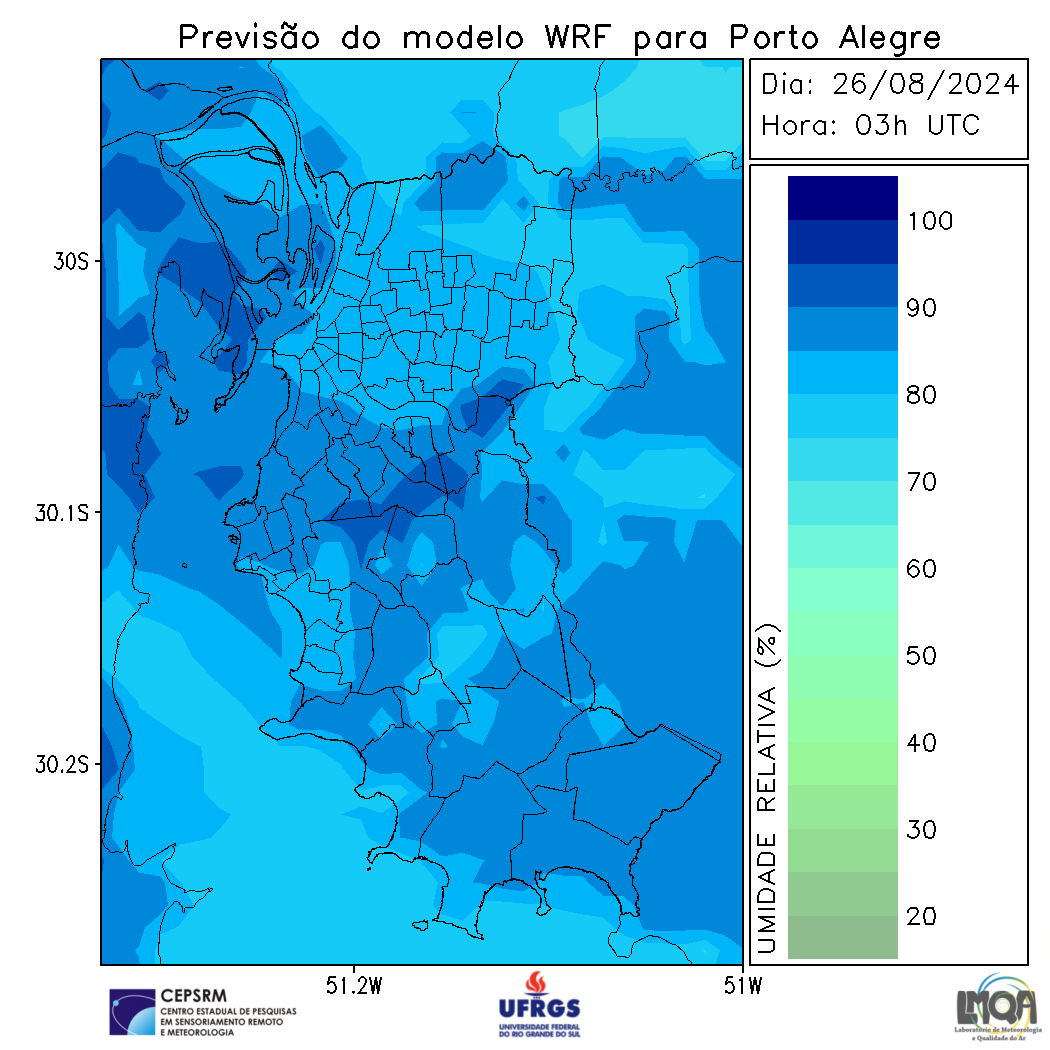 Previsão do modelo WRF para Porto Alegre
Dia: 26/08/2024
Hora: 03h UTC
100
90
80
70
60
50
40
30
20
UMIDADE RELATIVA (%)
30S
30.1S
30.2S
51.2W
51W
CEPSRM
CENTRO ESTADUAL DE PESQUISAS
EM SENSORIAMENTO REMOTO
E METEOROLOGIA
UFRGS
UNIVERSIDADE FEDERAL
DO RIO GRANDE DO SUL
LMQA
Laboratório de Meteorologia
e Qualidade do Ar